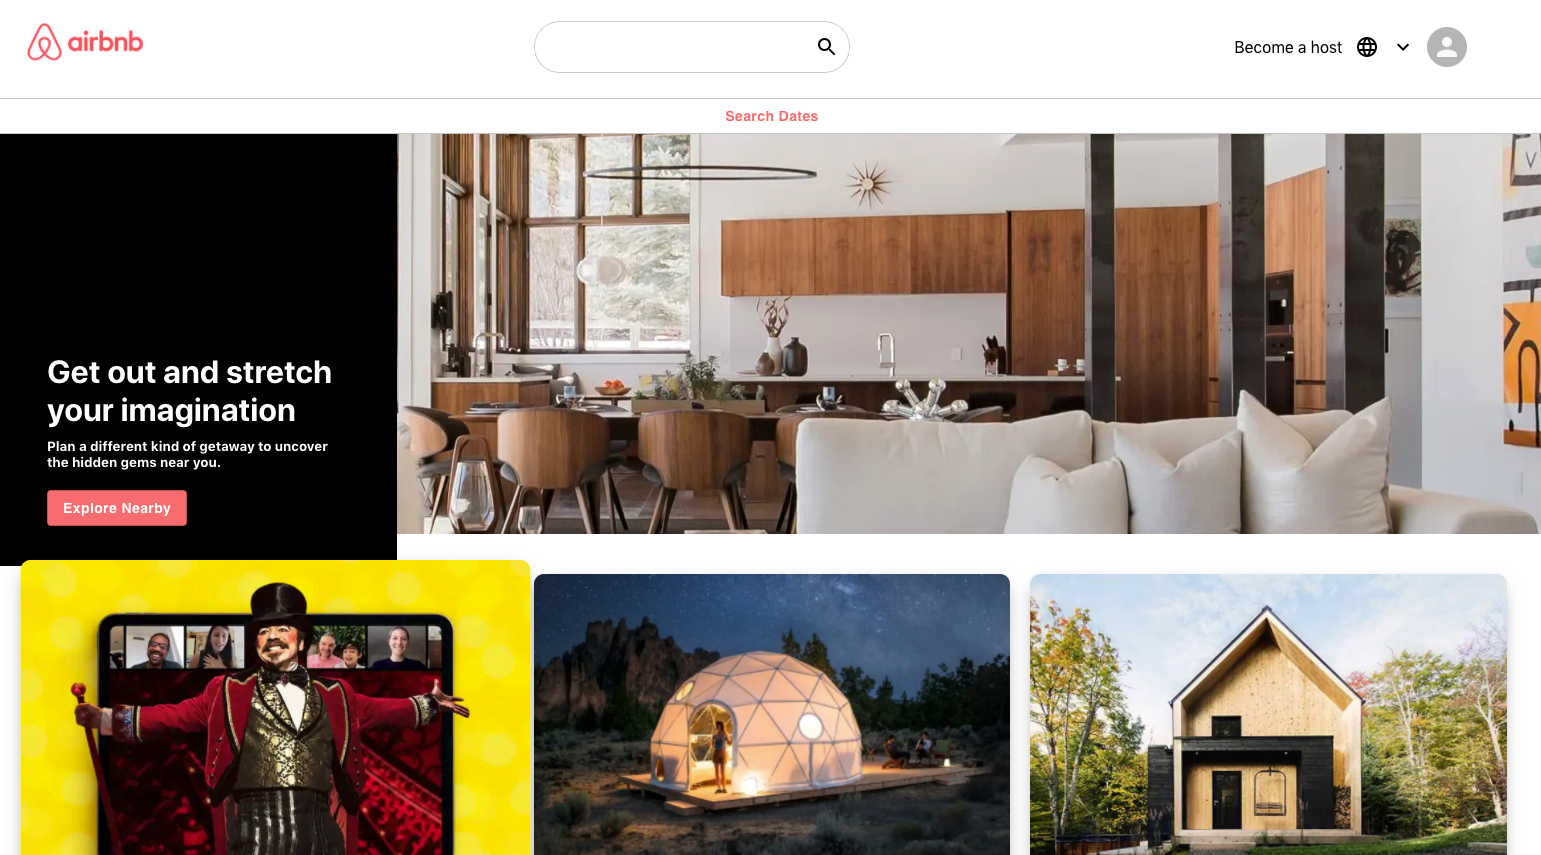 airbnb
Become a host
Search Dates
Get out and stretch
your imagination
Plan a different kind of getaway to uncover
the hidden gems near you.
Explore Nearby